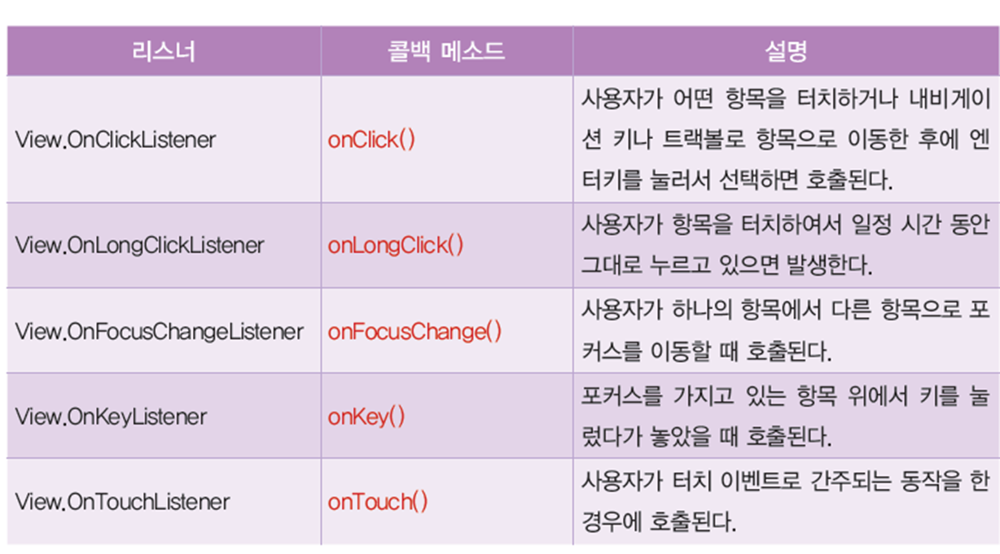 리스너 콜백 메소드 설명
View.OnClickListener onClick() 사용자가 어떤 항목을 터치하거나 내비게이
션 키나 트랙볼로 항목으로 이동한 후에 엔
터키를 눌러서 선택하면 호출된다.
View.OnLongClickListener onLongClick() 사용자가 항목을 터치하여서 일정 시간 동안
그대로 누르고 있으면 발생한다.
View.OnFocusChangeListener onFocusChange() 사용자가 하나의 항목에서 다른 항목으로 포
커스를 이동할 때 호출된다.
View.OnKeyListener onKey() 포커스를 가지고 있는 항목 위에서 키를 눌
렀다가 놓았을 때 호출된다.
View.OnTouchListener onTouch() 사용자가 터치 이벤트로 간주되는 동작을 한
경우에 호출된다.